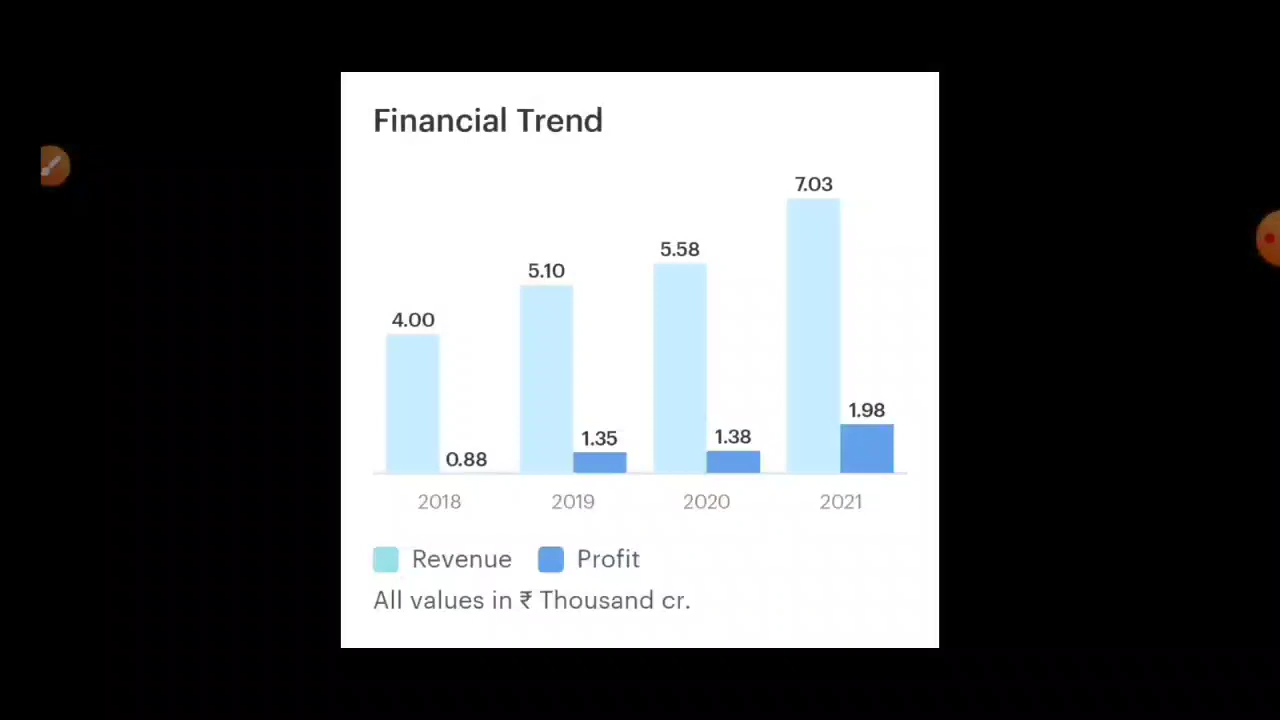 Financial Trend
7.03
5.58
5.10
4.00
1.98
1.38
1.35
0.88
2018 2019 2020 2021
Revenue Profit
All values in ₹ Thousand cr.